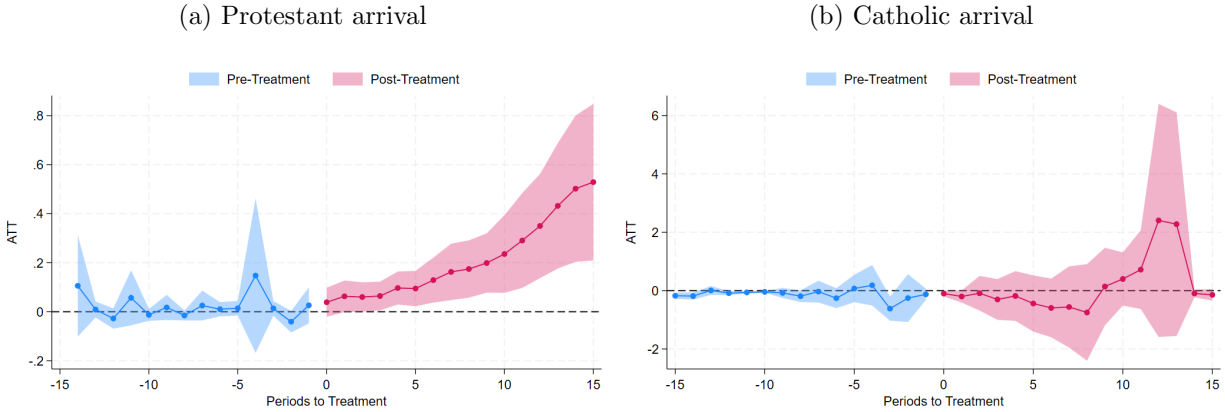 (a) Protestant arrival
Pre-Treatment Post-Treatment
.8
.6
.4
.2
0
-.2
ATT
-15 -10 -5 0 5 10 15
Periods to Treatment
(b) Catholic arrival
Pre-Treatment Post-Treatment
6
4
2
0
-2
ATT
-15 -10 -5 0 5 10 15
Periods to Treatment